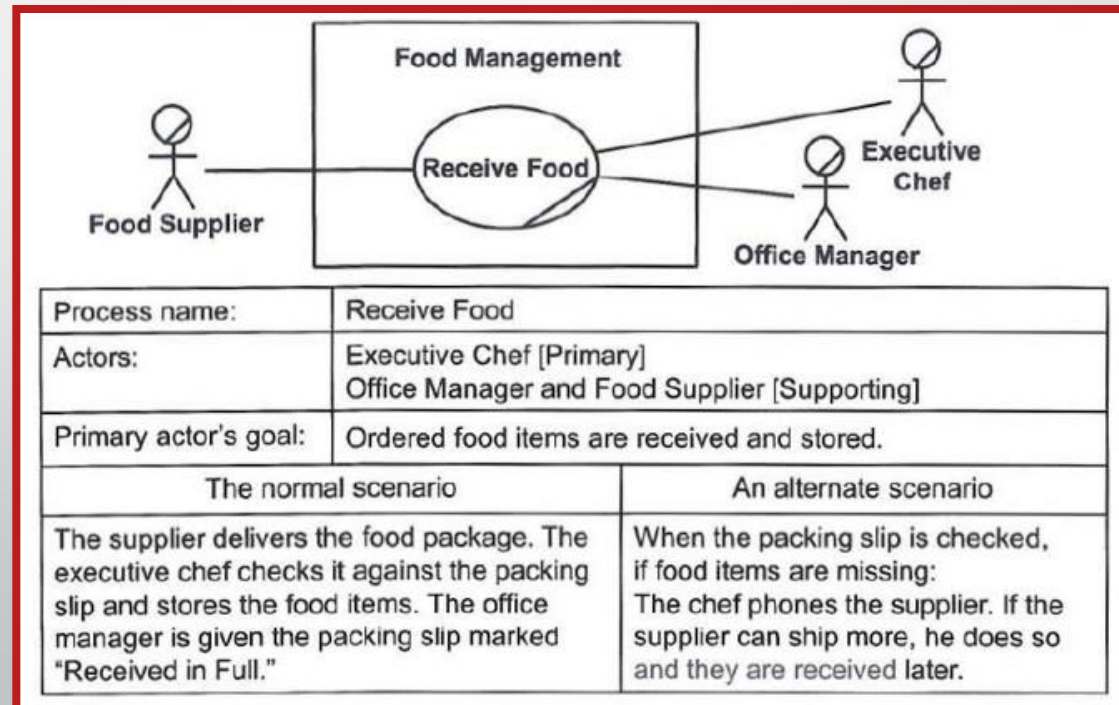 Food Management
Receive Food
Food Supplier
Executive
Chef
Office Manager
Process name:
Receive Food
Actors:
Executive Chef [Primary]
Office Manager and Food Supplier [Supporting]
Primary actor's goal:
Ordered food items are received and stored.
The normal scenario
An alternate scenario
The supplier delivers the food package. The
executive chef checks it against the packing
slip and stores the food items. The office
manager is given the packing slip marked
"Received in Full."
When the packing slip is checked,
if food items are missing:
The chef phones the supplier. If the
supplier can ship more, he does so
and they are received later.